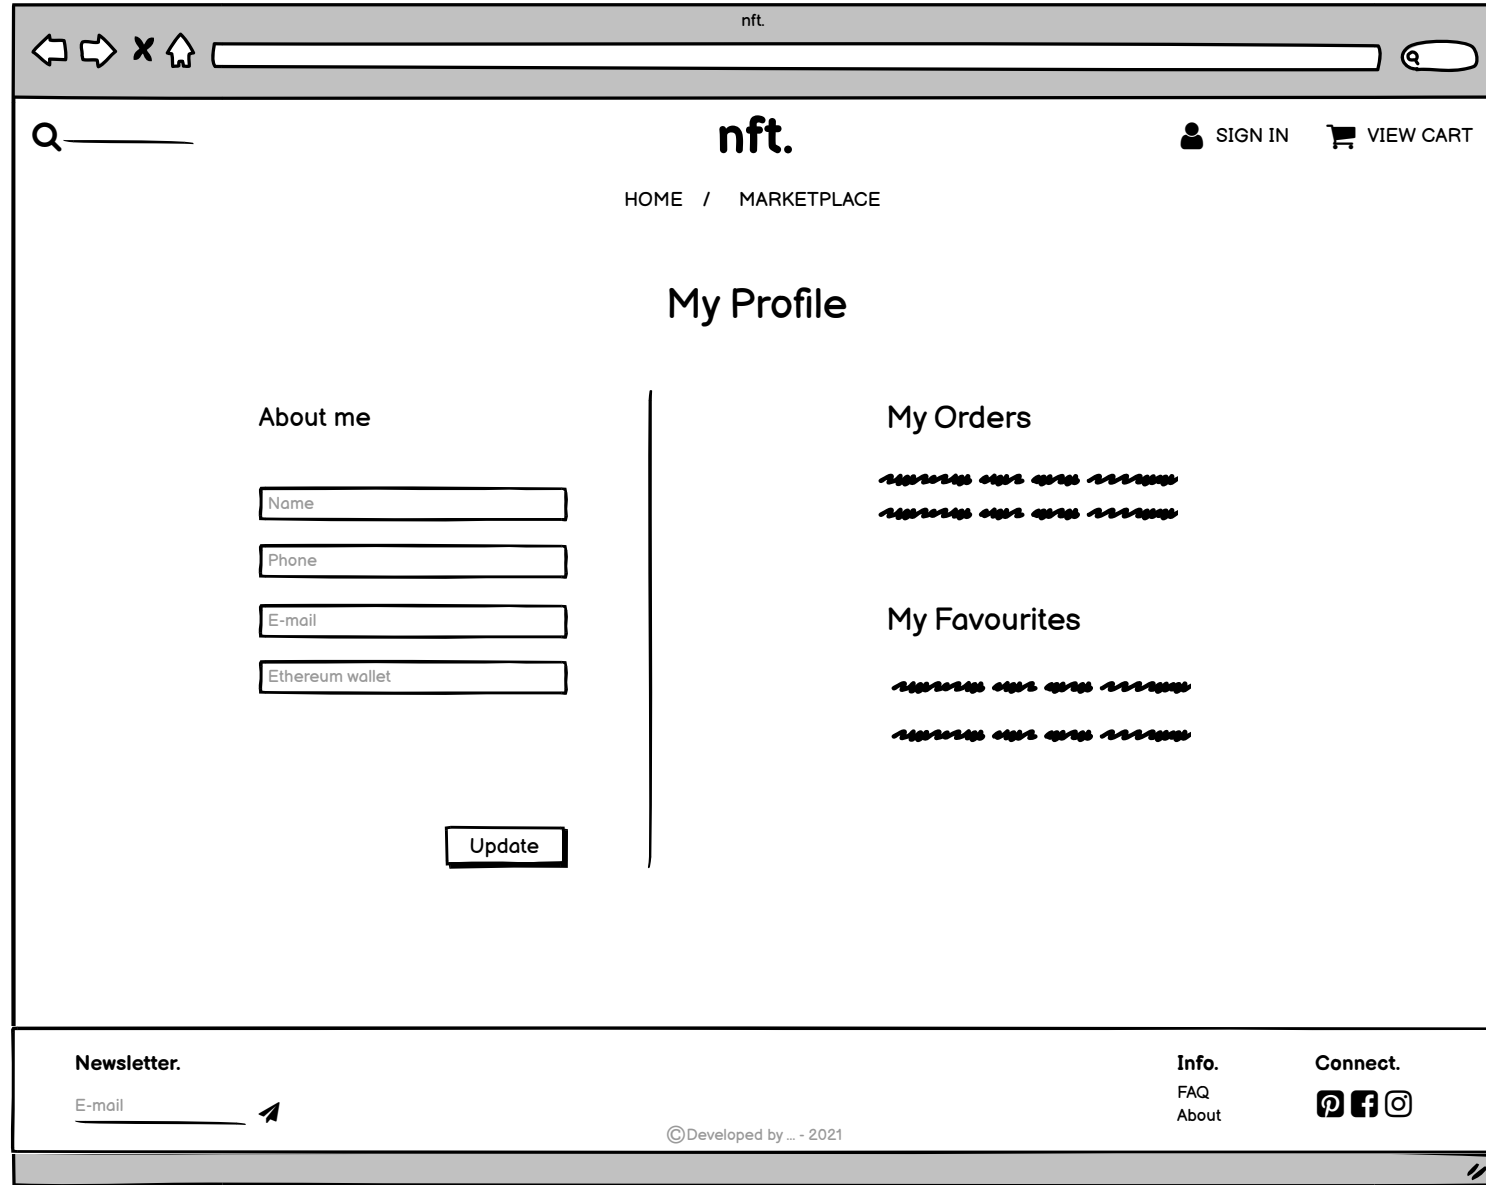 nft.
nft.
SIGN IN
VIEW CART
HOME / MARKETPLACE
My Profile
About me
Name
Phone
E-mail
Ethereum wallet
Update
My Orders
My Favourites
Newsletter.
E-mail
Info.
FAQ
About
Connect.
©Developed by ... - 2021